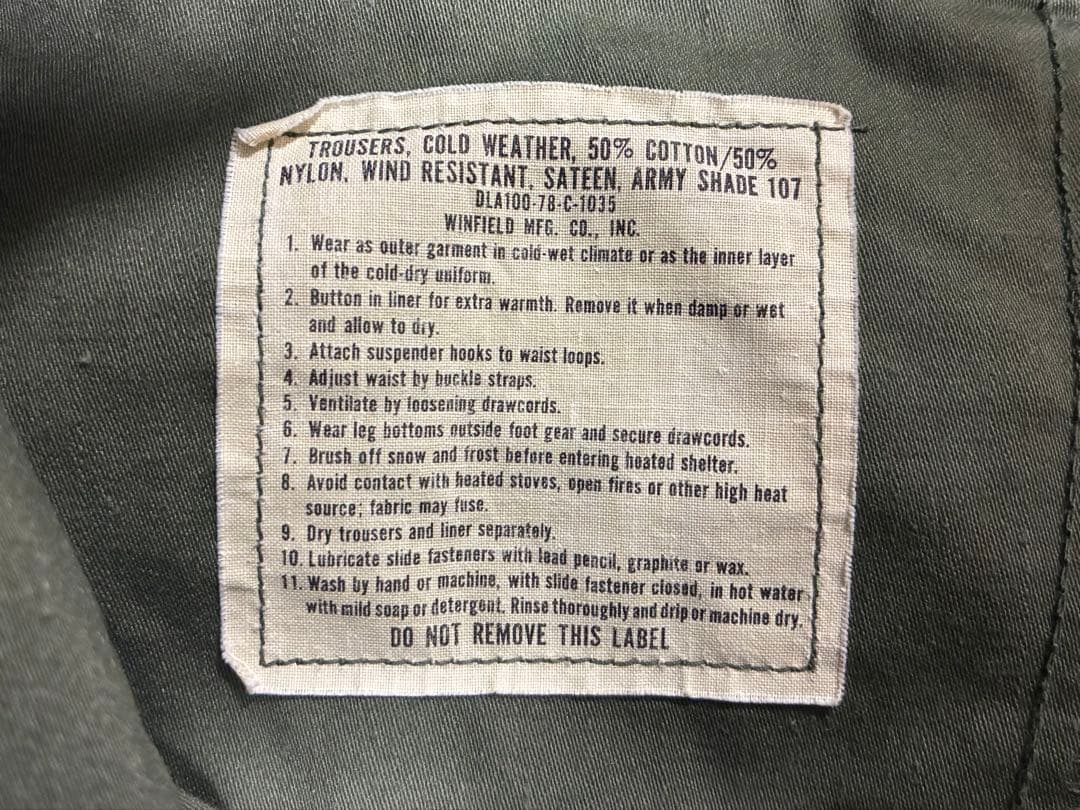 TROUSERS, COLD WEATHER, 50% COTTON/50%
NYLON, WIND RESISTANT, SATEEN, ARMY SHADE 107
DLA100-78-C-1035
WINFIELD MFG. CO., INC.
1. Wear as outer garment in cold-wet climate or as the inner layer
of the cold-dry uniform.
2. Button in liner for extra warmth. Remove it when damp or wet
and allow to dry.
3. Attach suspender hooks to waist loops.
4. Adjust waist by buckle straps.
5. Ventilate by loosening drawcords.
6. Wear leg bottoms outside foot gear and secure drawcords.
7. Brush off snow and frost before entering heated shelter.
8. Avoid contact with heated stoves, open fires or other high heat
source; fabric may fuse.
9. Dry trousers and liner separately.
10. Lubricate slide fasteners with lead pencil, graphite or wax.
11. Wash by hand or machine, with slide fastener closed, in hot water
with mild soap or detergent. Rinse thoroughly and drip or machine dry.
DO NOT REMOVE THIS LABEL